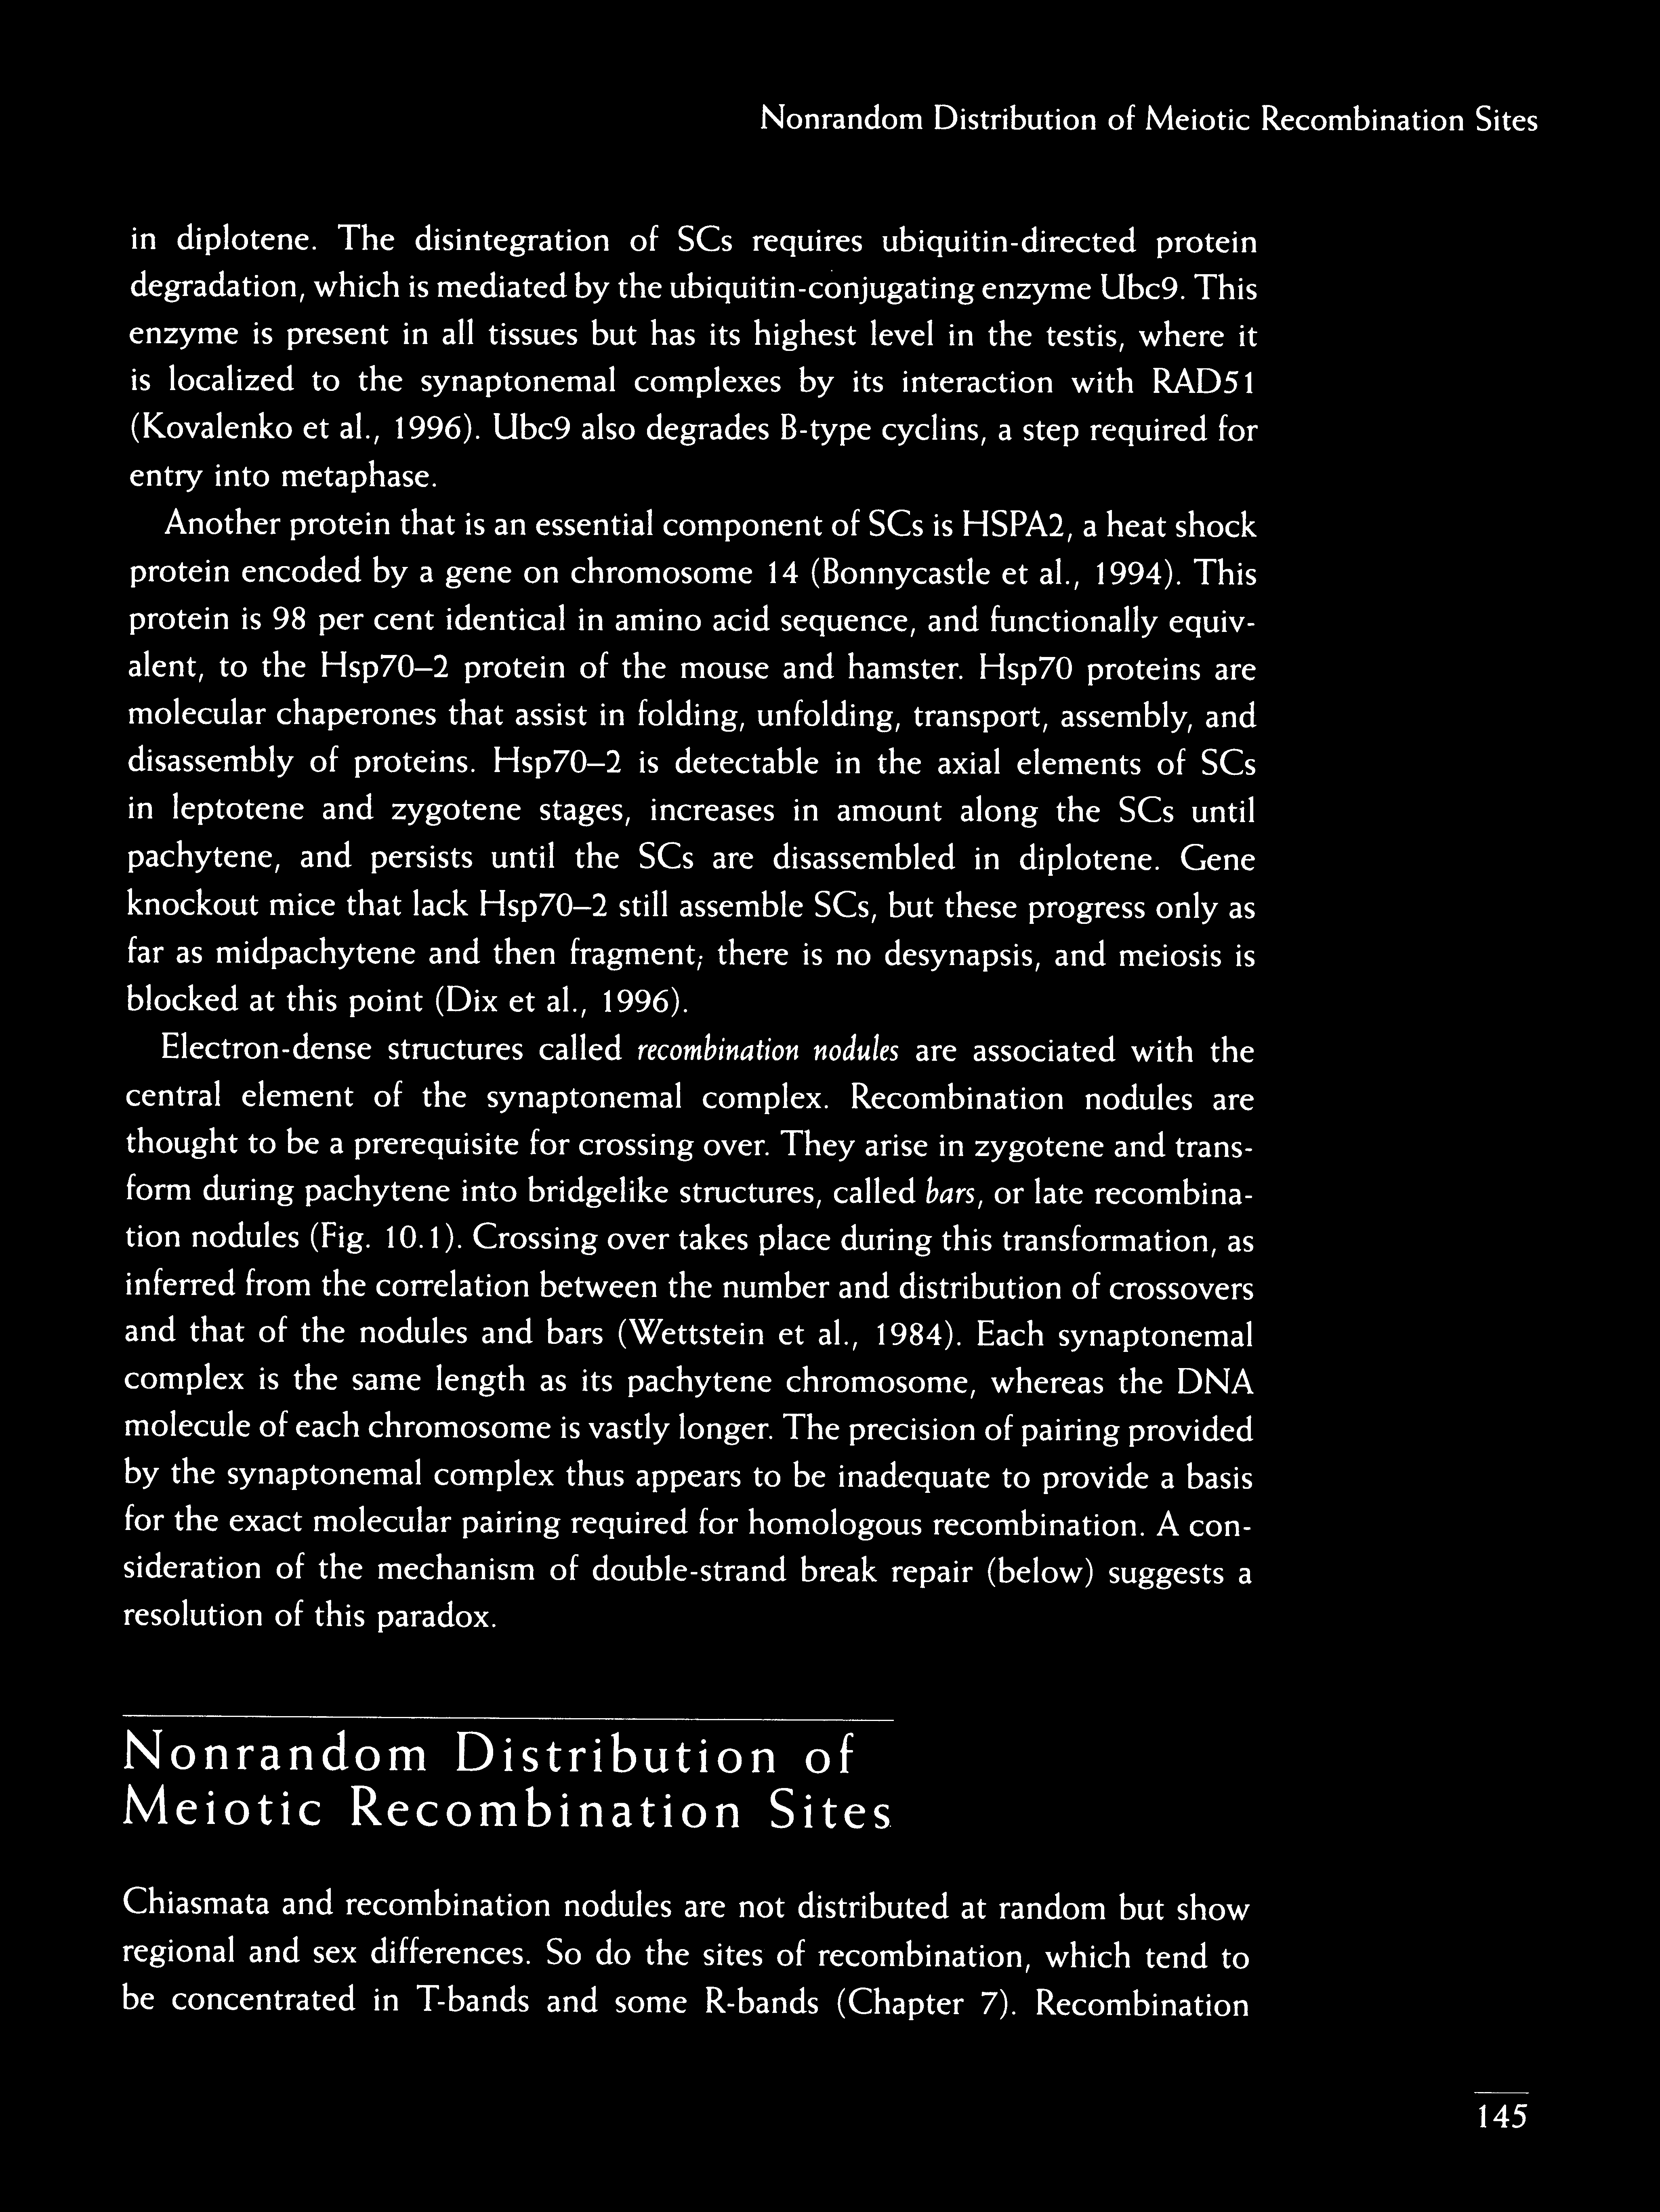 Nonrandom Distribution of Meiotic Recombination Sites
in diplotene. The disintegration of SCs requires ubiquitin-directed protein
degradation, which is mediated by the ubiquitin-conjugating enzyme Ubc9. This
enzyme is present in all tissues but has its highest level in the testis, where it
is localized to the synaptonemal complexes by its interaction with RAD51
(Kovalenko et al., 1996). Ubc9 also degrades B-type cyclins, a step required for
entry into metaphase.
Another protein that is an essential component of SCs is HSPA2, a heat shock
protein encoded by a gene on chromosome 14 (Bonnycastle et al., 1994). This
protein is 98 per cent identical in amino acid sequence, and functionally equiv-
alent, to the Hsp70–2 protein of the mouse and hamster. Hsp70 proteins are
molecular chaperones that assist in folding, unfolding, transport, assembly, and
disassembly of proteins. Hsp70–2 is detectable in the axial elements of SCs
in leptotene and zygotene stages, increases in amount along the SCs until
pachytene, and persists until the SCs are disassembled in diplotene. Gene
knockout mice that lack Hsp70–2 still assemble SCs, but these progress only as
far as midpachytene and then fragment; there is no desynapsis, and meiosis is
blocked at this point (Dix et al., 1996).
Electron-dense structures called recombination nodules are associated with the
central element of the synaptonemal complex. Recombination nodules are
thought to be a prerequisite for crossing over. They arise in zygotene and trans-
form during pachytene into bridgelike structures, called bars, or late recombina-
tion nodules (Fig. 10.1). Crossing over takes place during this transformation, as
inferred from the correlation between the number and distribution of crossovers
and that of the nodules and bars (Wettstein et al., 1984). Each synaptonemal
complex is the same length as its pachytene chromosome, whereas the DNA
molecule of each chromosome is vastly longer. The precision of pairing provided
by the synaptonemal complex thus appears to be inadequate to provide a basis
for the exact molecular pairing required for homologous recombination. A con-
sideration of the mechanism of double-strand break repair (below) suggests a
resolution of this paradox.
Nonrandom Distribution of
Meiotic Recombination Sites
Chiasmata and recombination nodules are not distributed at random but show
regional and sex differences. So do the sites of recombination, which tend to
be concentrated in T-bands and some R-bands (Chapter 7). Recombination
145